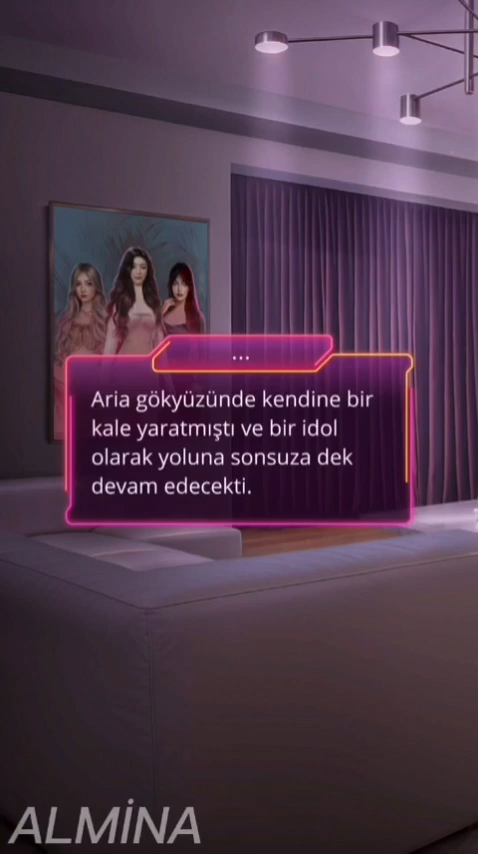 ...
Aria gökyüzünde kendine bir
kale yaratmıştı ve bir idol
olarak yoluna sonsuza dek
devam edecekti.
ALMİNA